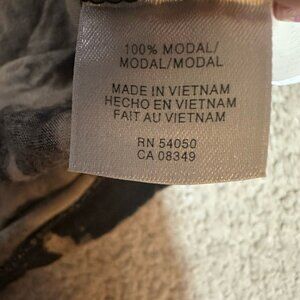 100% MODAL/
MODAL/MODAL
MADE IN VIETNAM
HECHO EN VIETNAM
FAIT AU VIETNAM
RN 54050
CA 08349